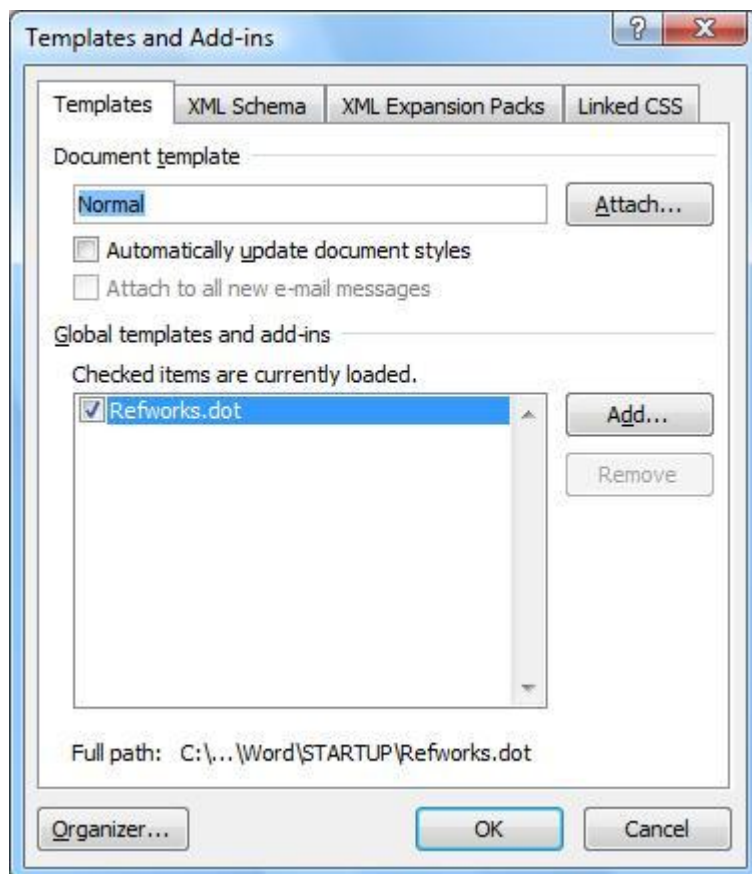 Templates and Add-ins
Templates XML Schema XML Expansion Packs Linked CSS
Document template
Normal Attach...
Automatically update document styles
Attach to all new e-mail messages
Global templates and add-ins
Checked items are currently loaded.
Refworks.dot Add...
Remove
Full path: C:\...\Word\STARTUP\Refworks.dot
Organizer... OK Cancel